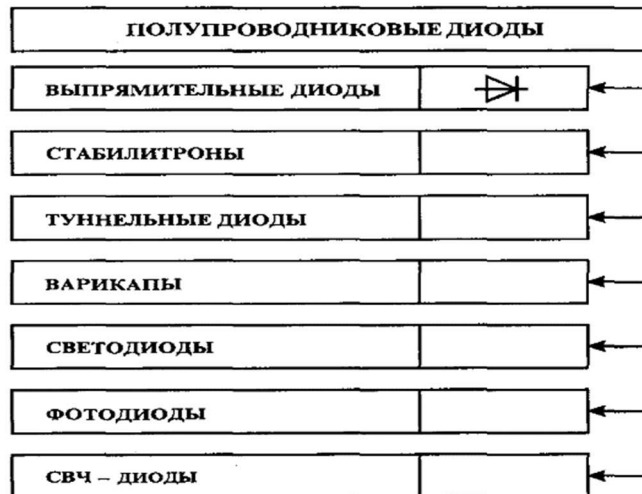 ПОЛУПРОВОДНИКОВЫЕ ДИОДЫ
ВЫПРЯМИТЕЛЬНЫЕ ДИОДЫ
СТАБИЛИТРОНЫ
ТУННЕЛЬНЫЕ ДИОДЫ
ВАРИКАПЫ
СВЕТОДИОДЫ
ФОТОДИОДЫ
СВЧ – ДИОДЫ